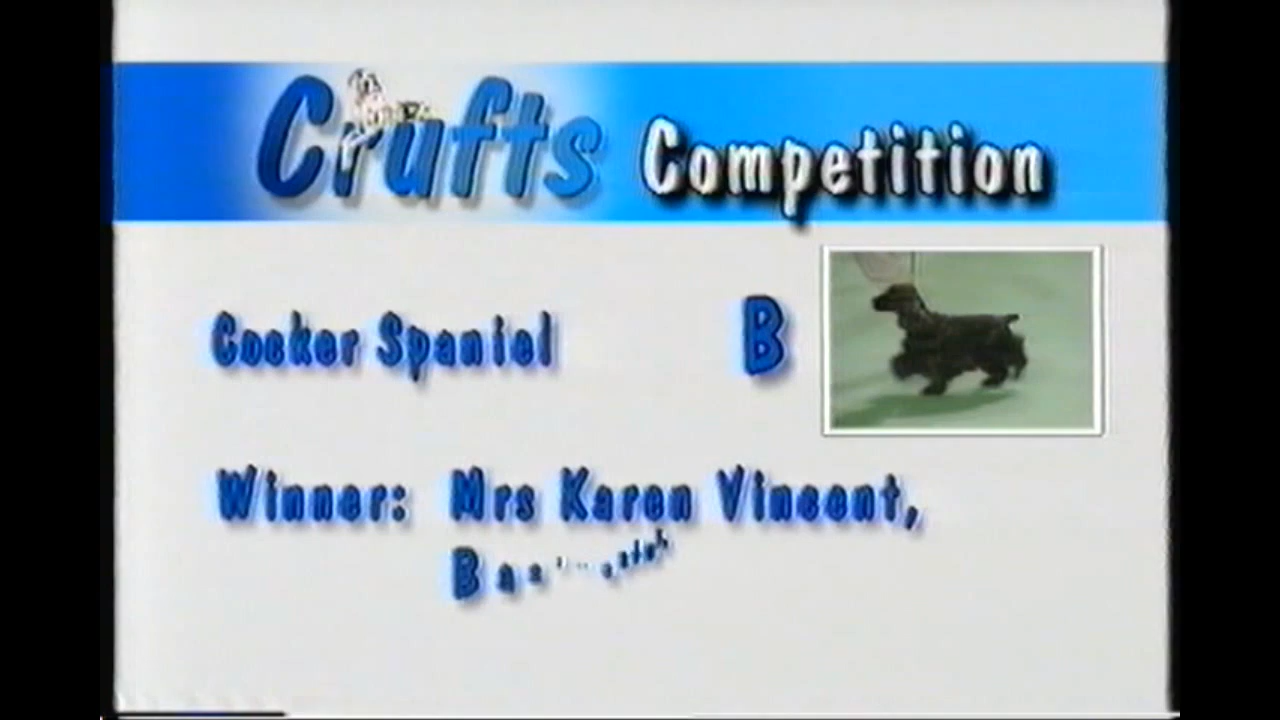 Crufts Competition
Cocker Spaniel B
Winner: Mrs Karen Vincent,